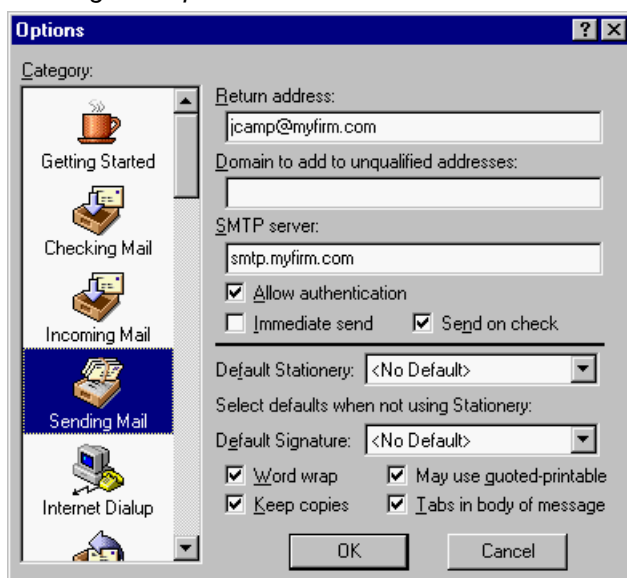 Options
Category:
Getting Started
Checking Mail
Incoming Mail
Sending Mail
Internet Dialup
Return address:
jcamp@myfirm.com
Domain to add to unqualified addresses:
SMTP server:
smtp.myfirm.com
Allow authentication
Immediate send Send on check
Default Stationery: <No Default>
Select defaults when not using Stationery:
Default Signature: <No Default>
Word wrap May use quoted-printable
Keep copies Tabs in body of message
OK Cancel